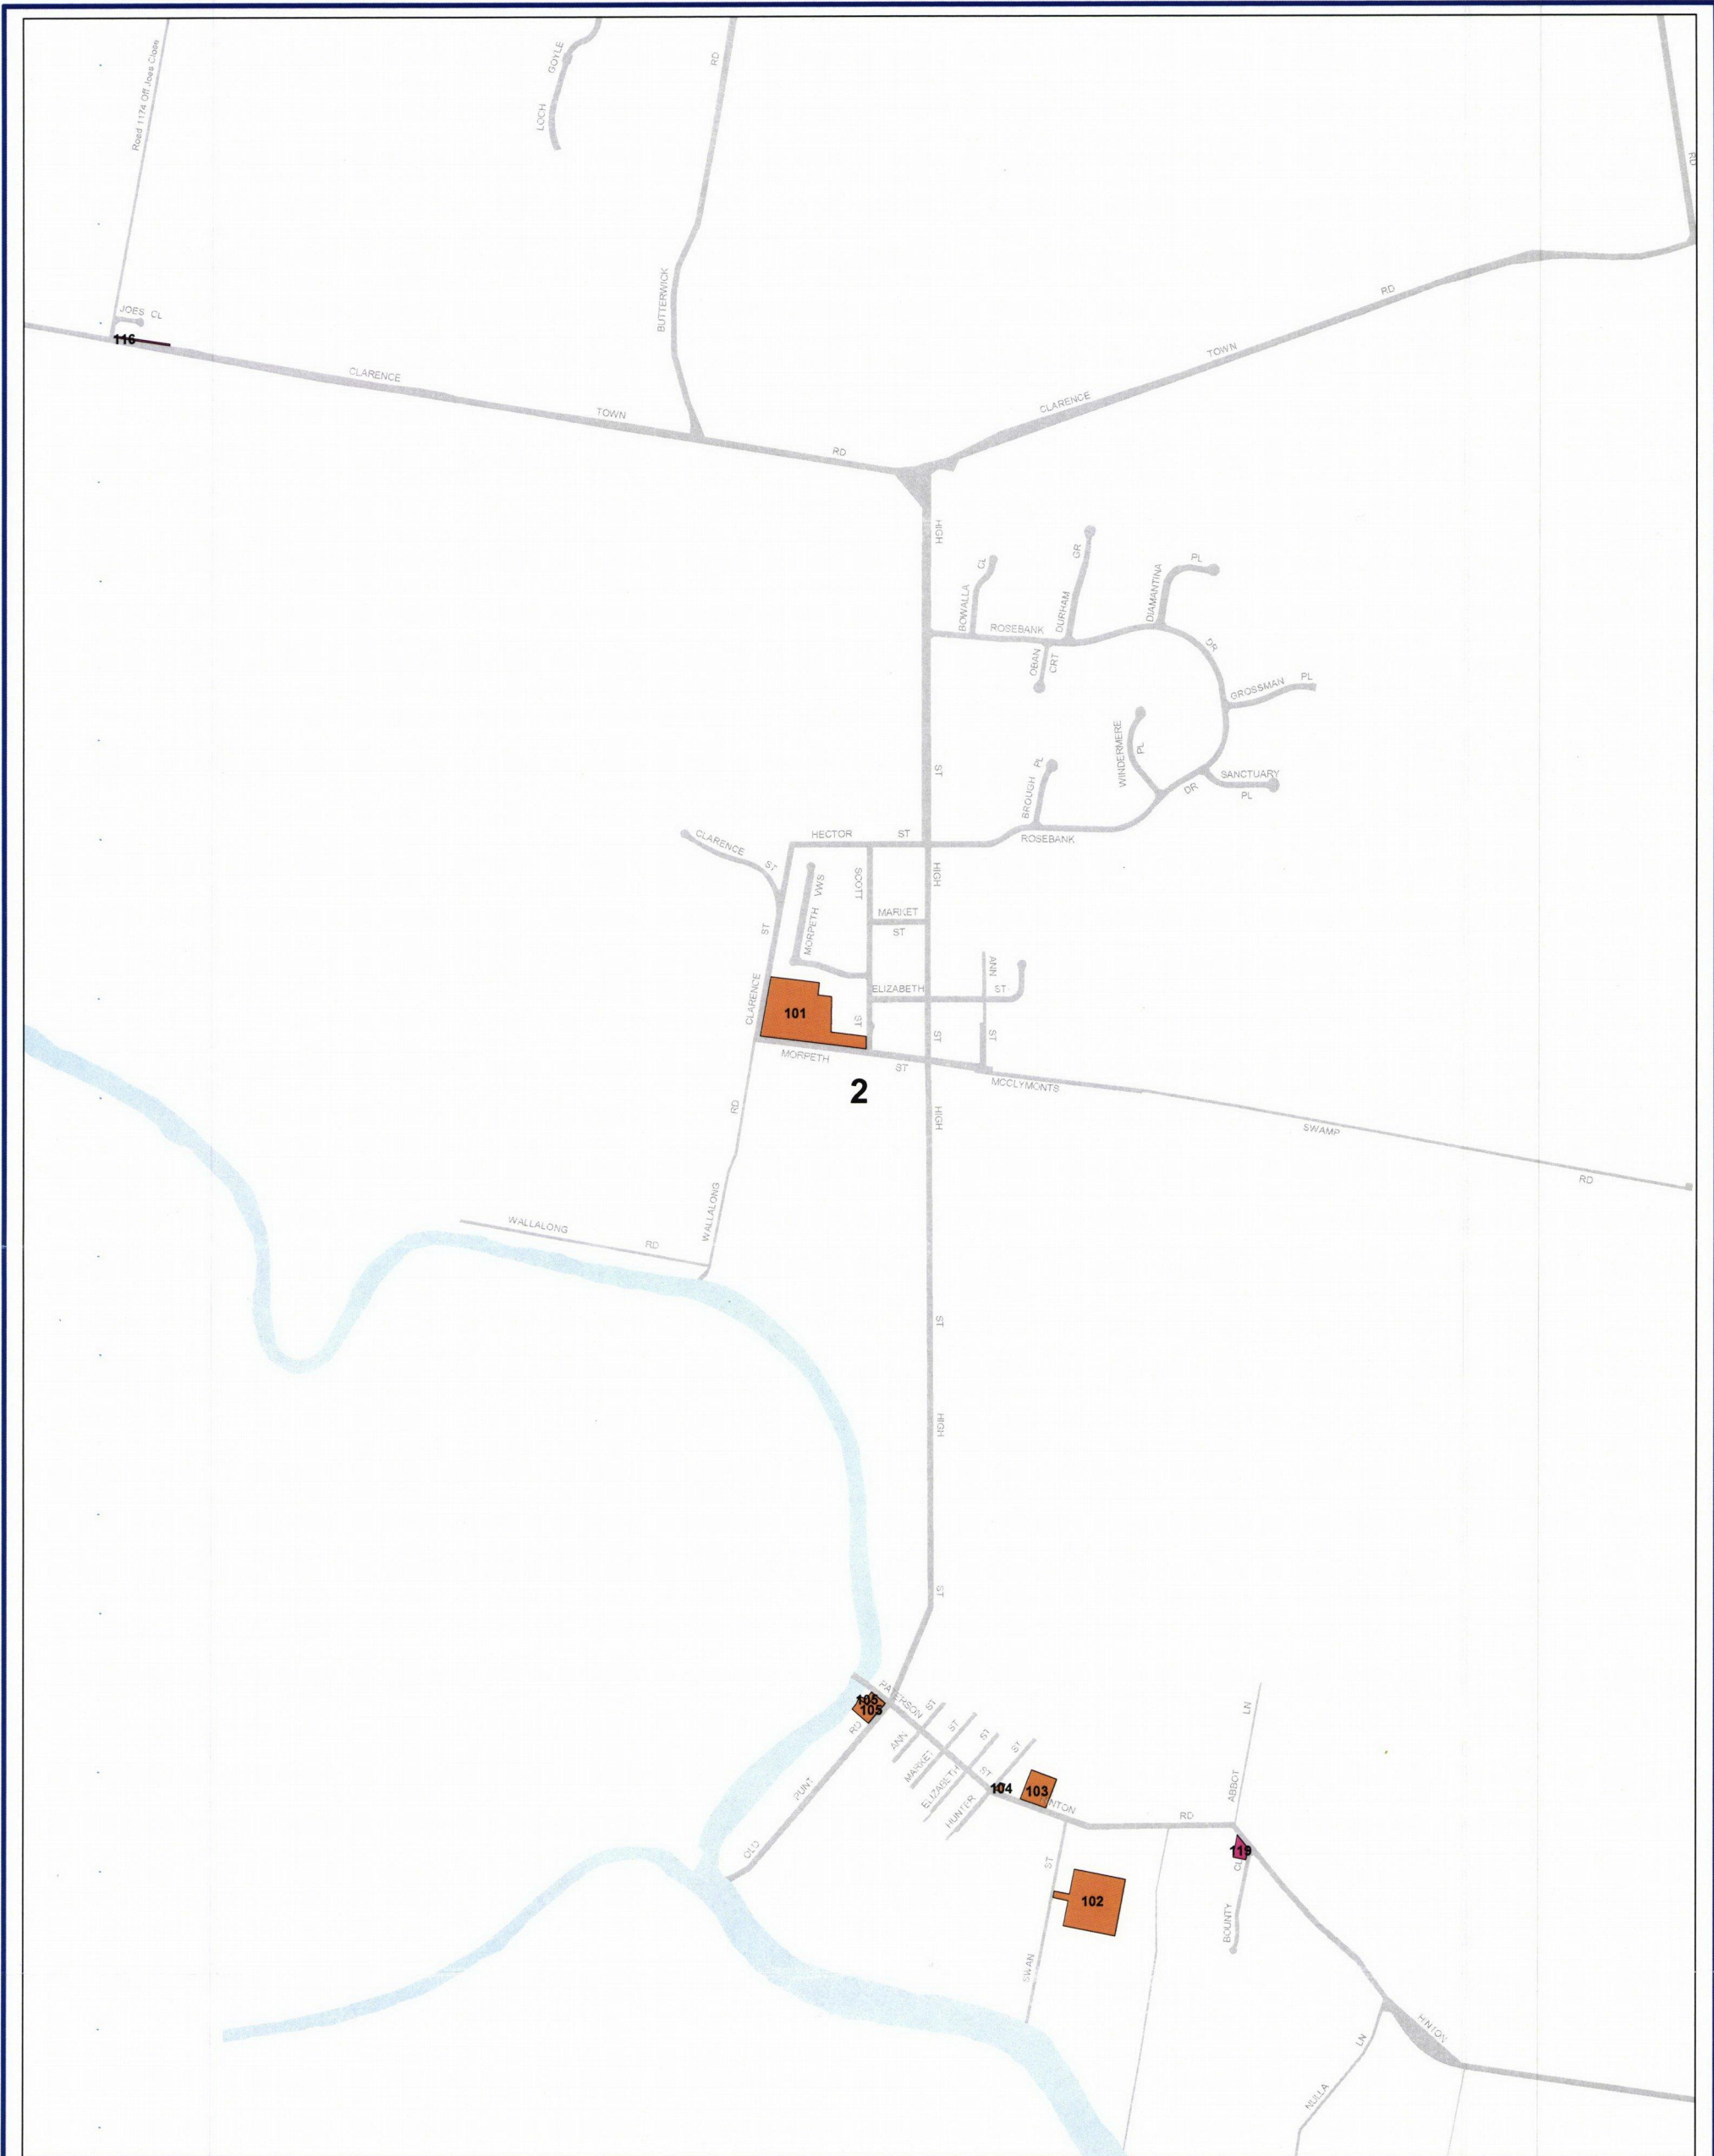 Road 1174 Off Joes Close
LOCH
GOYLE
RD
RD
BUTTERWICK
JOES CL
116
CLARENCE
TOWN
RD
CLARENCE
TOWN
RD
HIGH
ST
BOWALLA
CL
ROSEBANK
DURHAM
GR
DIAMANTINA
PL
DR
OBAN
CRT
GROSSMAN
PL
WINDERMERE
PL
SANCTUARY
PL
DR
BROUGH
PL
ROSEBANK
HECTOR
ST
CLARENCE
ST
ST
MORPETH
VWS
SCOTT
HIGH
MARKET
ST
ANN
ELIZABETH
ST
CLARENCE
101
ST
ST
ST
MORPETH
ST
2
MCCLYMONTS
SWAMP
RD
RD
HIGH
WALLALONG
WALLALONG
RD
ST
HIGH
ST
PATERSON
105
105
RD
ANN
ST
MARKET
ST
ELIZABETH
ST
HUNTER
ST
ST
104
103
HINTON
RD
PUNT
OLD
ABBOT
LN
119
CL
BOUNTY
ST
102
SWAN
HINTON
LN
NULLA